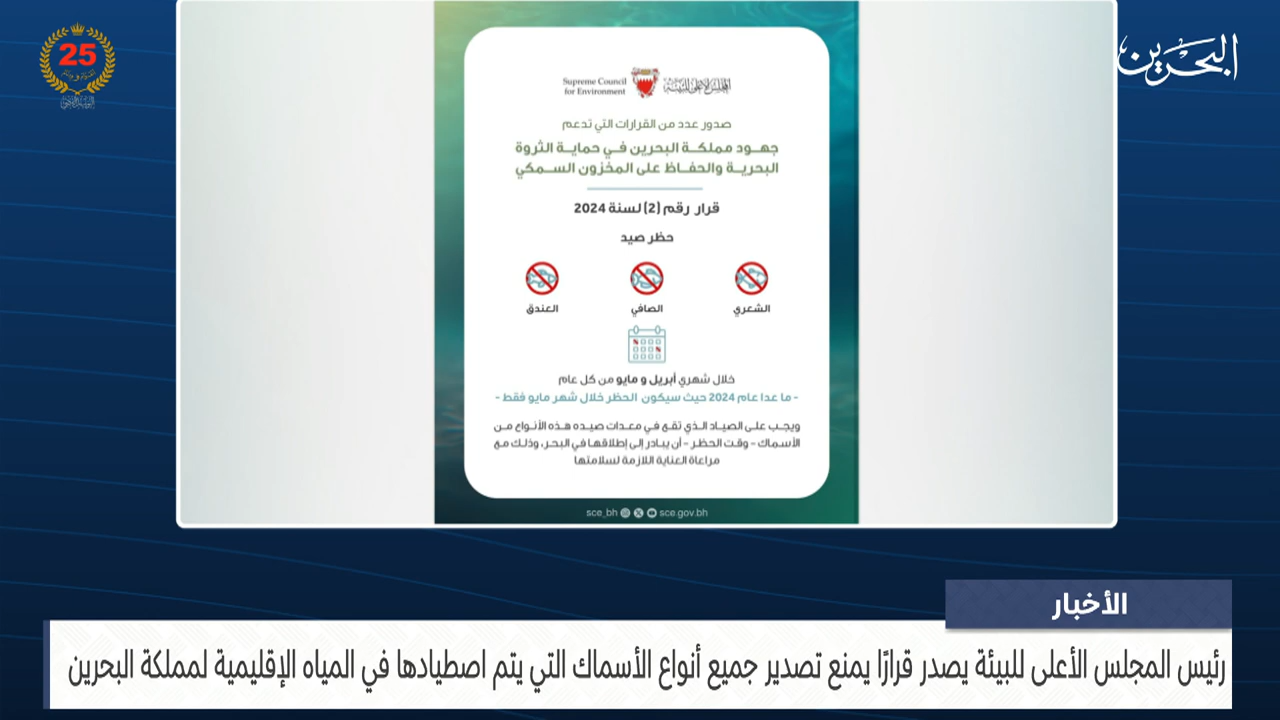 البحرين
25
Supreme Council
for Environment
المجلس الأعلى للبيئة
صدور عدد من القرارات التي تدعم
جهود مملكة البحرين في حماية الثروة
البحرية والحفاظ على المخزون السمكي
قرار رقم (2) لسنة 2024
حظر صيد
الشعري
الصافي
العندق
خلال شهري أبريل و مايو من كل عام
- ما عدا عام 2024 حيث سيكون الحظر خلال شهر مايو فقط -
ويجب على الصياد الذي تقع في معدات صيده هذه الأنواع من
الأسماك - وقت الحظر - أن يبادر إلى إطلاقها في البحر، وذلك مع
مراعاة العناية اللازمة لسلامتها
sce_bh sce.gov.bh
الأخبار
رئيس المجلس الأعلى للبيئة يصدر قرارًا يمنع تصدير جميع أنواع الأسماك التي يتم اصطيادها في المياه الإقليمية لمملكة البحرين